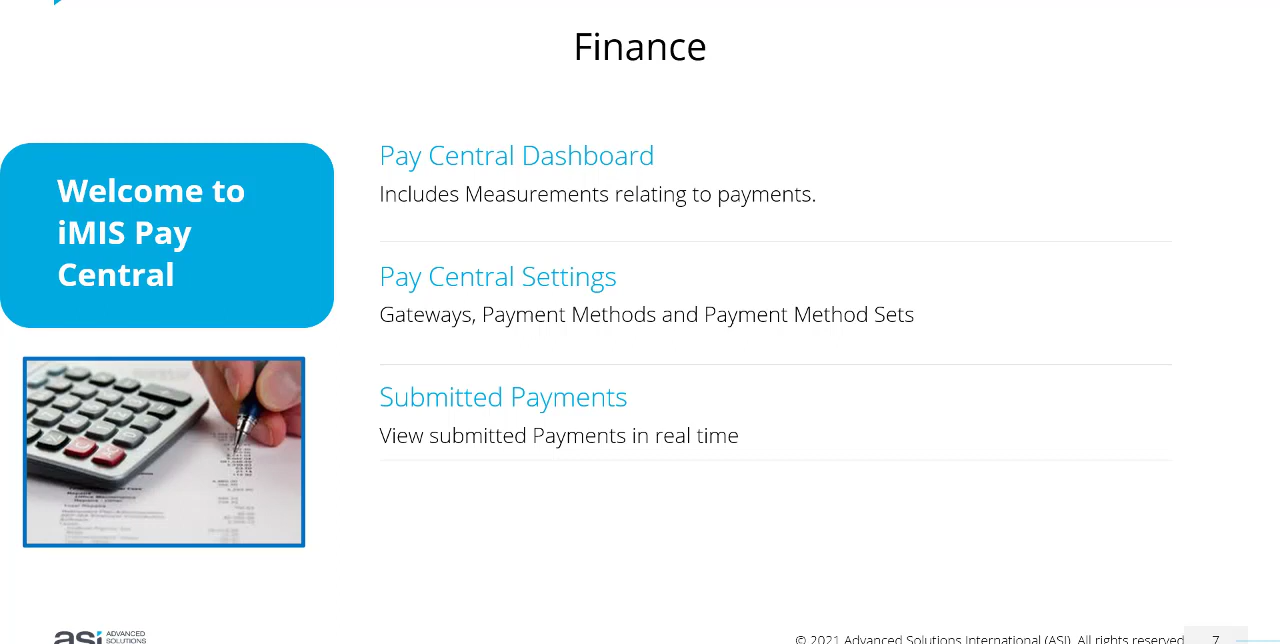 Finance
Welcome to
iMIS Pay
Central
Pay Central Dashboard
Includes Measurements relating to payments.
Pay Central Settings
Gateways, Payment Methods and Payment Method Sets
Submitted Payments
View submitted Payments in real time
asi ADVANCED
SOLUTIONS
© 2021 Advanced Solutions International (ASI). All rights reserved
7